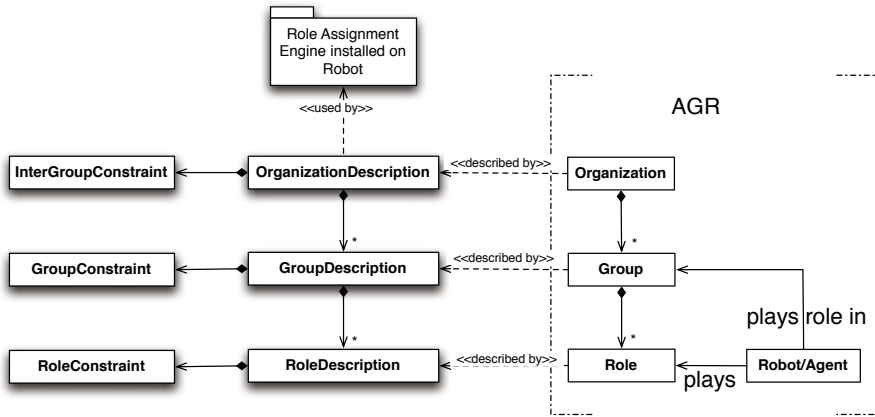 Role Assignment
Engine installed on
Robot
<<used by>>
AGR
InterGroupConstraint
OrganizationDescription
<<described by>>
Organization
*
*
GroupConstraint
GroupDescription
<<described by>>
Group
plays role in
*
*
RoleConstraint
RoleDescription
<<described by>>
Role
plays
Robot/Agent